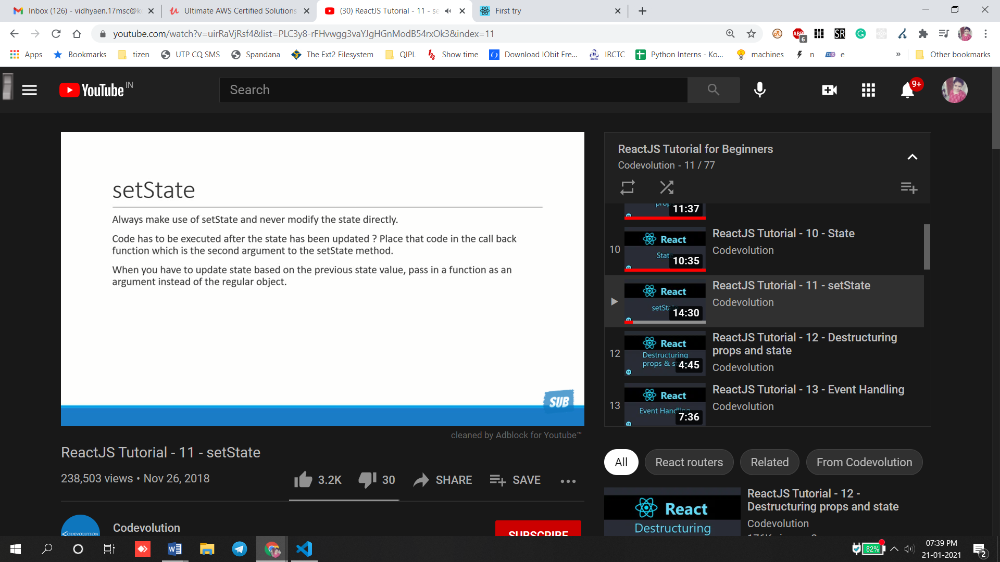 Inbox (126) - vidhyaen.17msc@k
Ultimate AWS Certified Solutions
(30) ReactJS Tutorial - 11 - se
First try
youtube.com/watch?v=uirRaVjRsf4&list=PLC3y8-rFHvwgg3vaYJgHGnModB54rxOk3&index=11
ABP
6
SR
Apps
Bookmarks
tizen
UTP CQ SMS
Spandana
The Ext2 Filesystem
QIPL
Show time
Download IObit Fre...
IRCTC
Python Interns - Ko...
machines
n
e
»
Other bookmarks
YouTube IN
Search
9+
setState
Always make use of setState and never modify the state directly.
Code has to be executed after the state has been updated ? Place that code in the call back
function which is the second argument to the setState method.
When you have to update state based on the previous state value, pass in a function as an
argument instead of the regular object.
SUB
cleaned by Adblock for Youtube™
ReactJS Tutorial - 11 - setState
238,503 views • Nov 26, 2018
3.2K
30
SHARE
SAVE
Codevolution
SUBSCRIBE
ReactJS Tutorial for Beginners
Codevolution - 11 / 77
11:37
10
React
State
10:35
ReactJS Tutorial - 10 - State
Codevolution
React
setSta
14:30
ReactJS Tutorial - 11 - setState
Codevolution
12
React
Destructuring
props & s
4:45
ReactJS Tutorial - 12 - Destructuring
props and state
Codevolution
13
React
Event Handling
7:36
ReactJS Tutorial - 13 - Event Handling
Codevolution
All
React routers
Related
From Codevolution
React
Destructuring
ReactJS Tutorial - 12 -
Destructuring props and state
Codevolution
82%
07:39 PM
21-01-2021
2